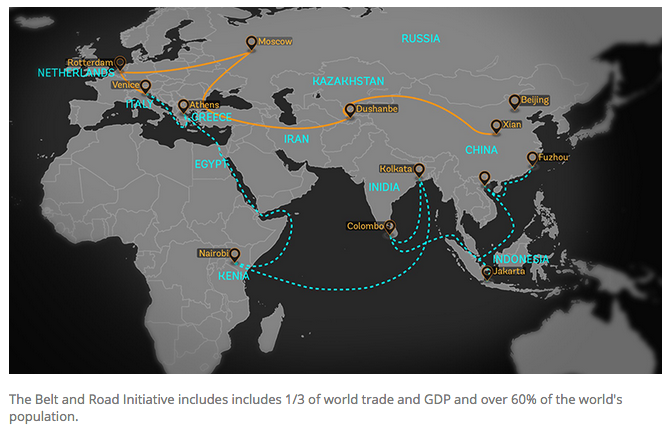 Moscow
RUSSIA
Rotterdam
NETHERLANDS
KAZAKHSTAN
Venice
ITALY
Athens
GREECE
Dushanbe
Beijing
Xian
IRAN
CHINA
Fuzhou
EGYPT
Kolkata
INIDIA
Colombo
Nairobi
KENIA
INDONESIA
Jakarta
The Belt and Road Initiative includes includes 1/3 of world trade and GDP and over 60% of the world's
population.